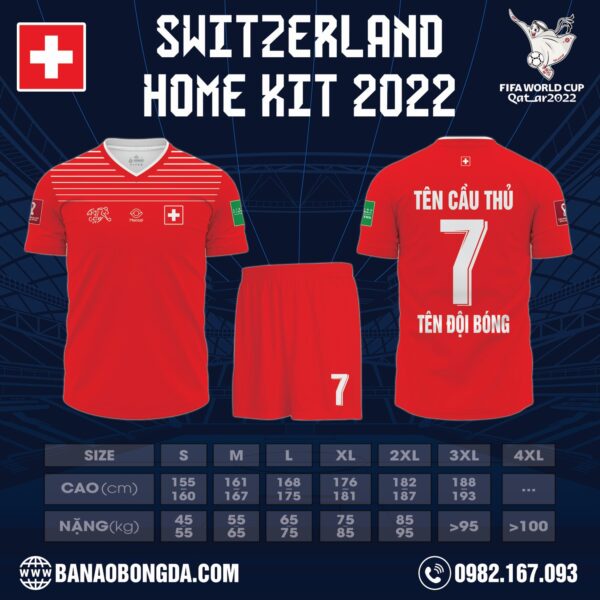 SWITZERLAND
HOME KIT 2022
FIFA WORLD CUP
Qatar2022
TÊN CẦU THỦ
7
TÊN ĐỘI BÓNG
7
SIZE S M L XL 2XL 3XL 4XL
CAO(cm) 155 160 161 167 168 175 176 181 182 187 188 193 ...
NẶNG(kg) 45 55 55 65 65 75 75 85 85 95 >95 >100
WWW.BANAOBONGDA.COM
0982.167.093